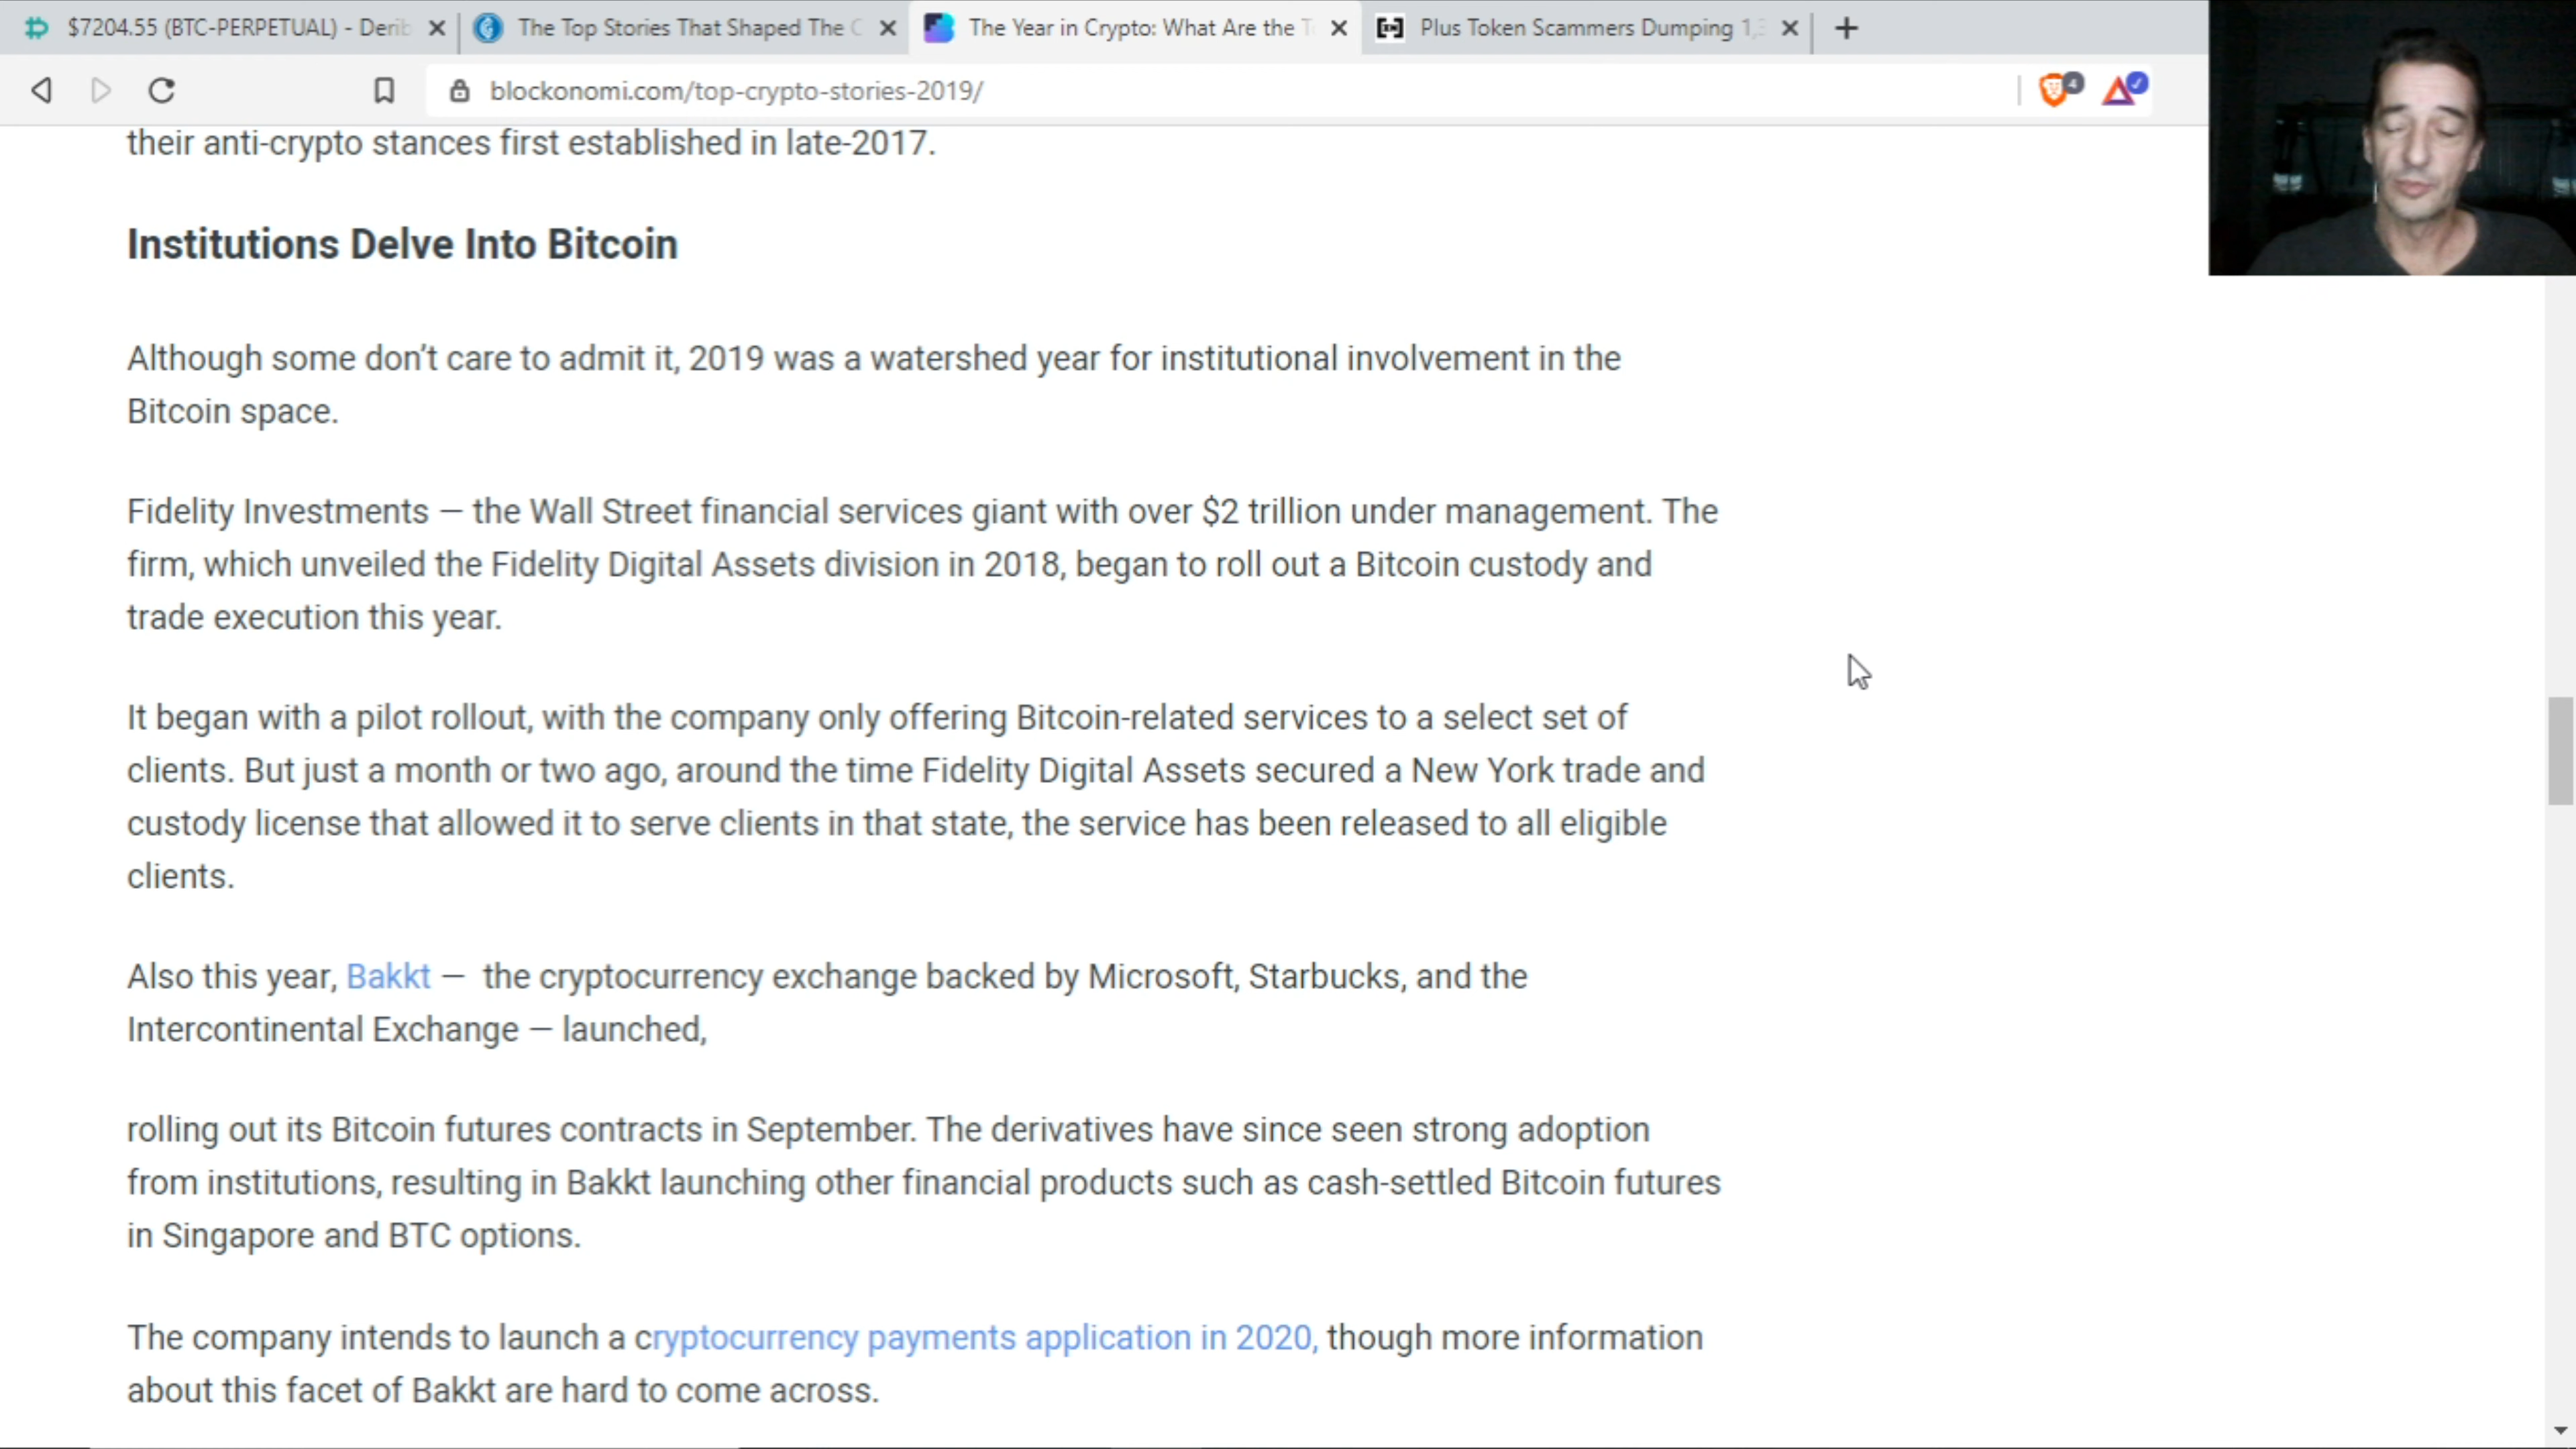 $7204.55 (BTC-PERPETUAL) - Derib
The Top Stories That Shaped The C
The Year in Crypto: What Are the T
Plus Token Scammers Dumping 1,3
blockonomi.com/top-crypto-stories-2019/
4
their anti-crypto stances first established in late-2017.
Institutions Delve Into Bitcoin
Although some don’t care to admit it, 2019 was a watershed year for institutional involvement in the
Bitcoin space.
Fidelity Investments — the Wall Street financial services giant with over $2 trillion under management. The
firm, which unveiled the Fidelity Digital Assets division in 2018, began to roll out a Bitcoin custody and
trade execution this year.
It began with a pilot rollout, with the company only offering Bitcoin-related services to a select set of
clients. But just a month or two ago, around the time Fidelity Digital Assets secured a New York trade and
custody license that allowed it to serve clients in that state, the service has been released to all eligible
clients.
Also this year, Bakkt — the cryptocurrency exchange backed by Microsoft, Starbucks, and the
Intercontinental Exchange — launched,
rolling out its Bitcoin futures contracts in September. The derivatives have since seen strong adoption
from institutions, resulting in Bakkt launching other financial products such as cash-settled Bitcoin futures
in Singapore and BTC options.
The company intends to launch a cryptocurrency payments application in 2020, though more information
about this facet of Bakkt are hard to come across.